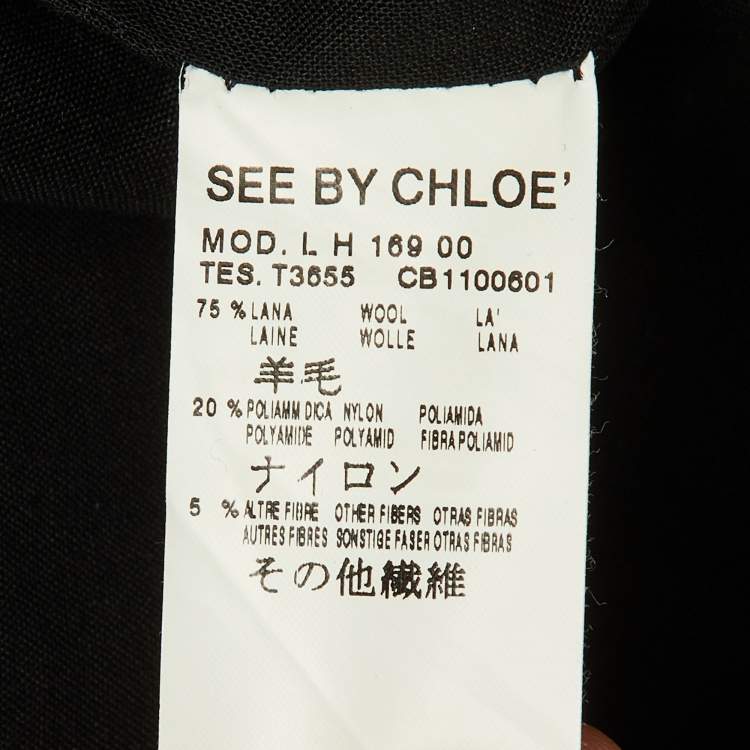 SEE BY CHLOE'
MOD. L H 169 00
TES. T3655 CB1100601
75 % LANA WOOL LA'
LAINE WOLLE LANA
羊毛
20 % POLIAMM DICA NYLON POLIAMIDA
POLYAMIDE POLYAMID FIBRA POLIAMID
ナイロン
5 % ALTRE FIBRE OTHER FIBERS OTRAS FIBRAS
AUTRES FIBRES SONSTIGE FASER OTRAS FIBRAS
その他繊維